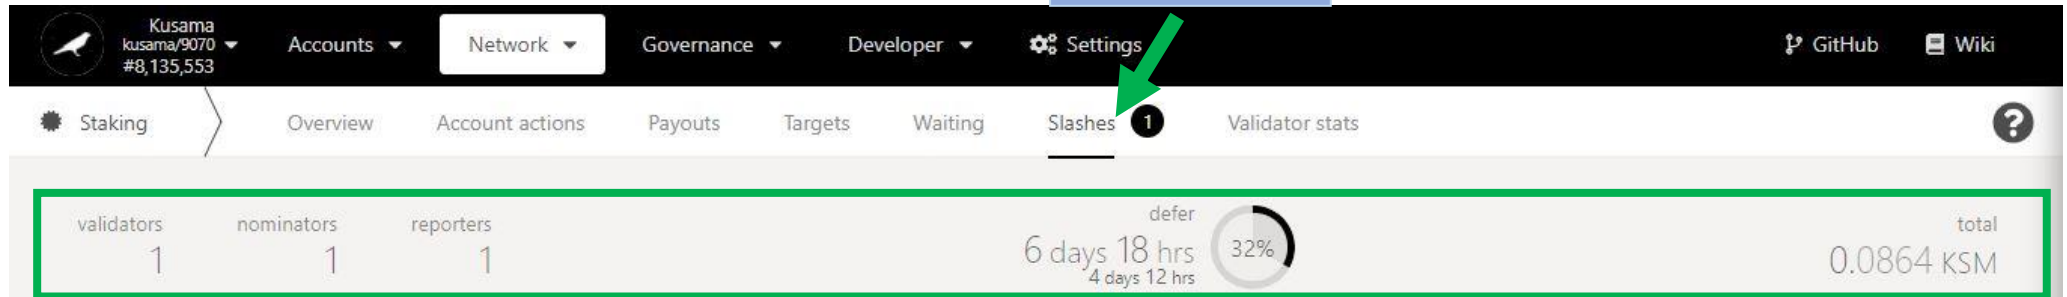 Kusama
kusama/9070
#8,135,553
Accounts
Network
Governance
Developer
Settings
GitHub
Wiki
Staking
Overview
Account actions
Payouts
Targets
Waiting
Slashes 1
Validator stats
?
validators
1
nominators
1
reporters
1
defer
6 days 18 hrs
4 days 12 hrs
32%
total
0.0864 KSM